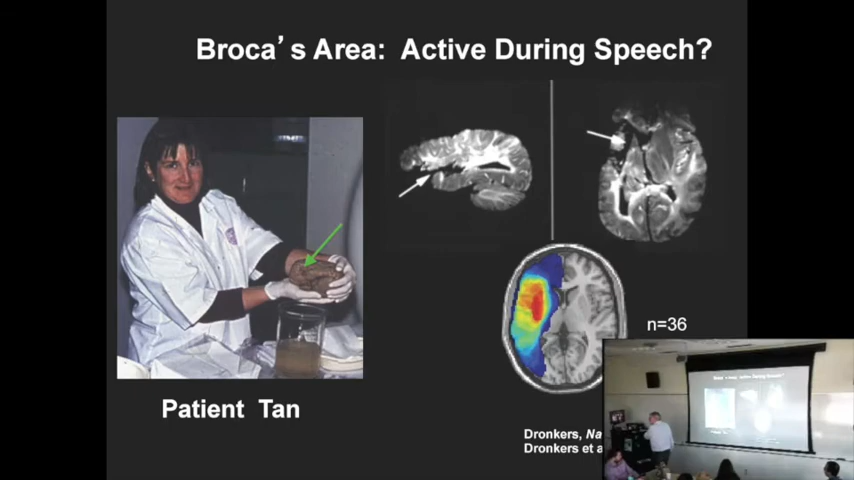 Broca's Area: Active During Speech?
n=36
Patient Tan
Dronkers, Na
Dronkers et a